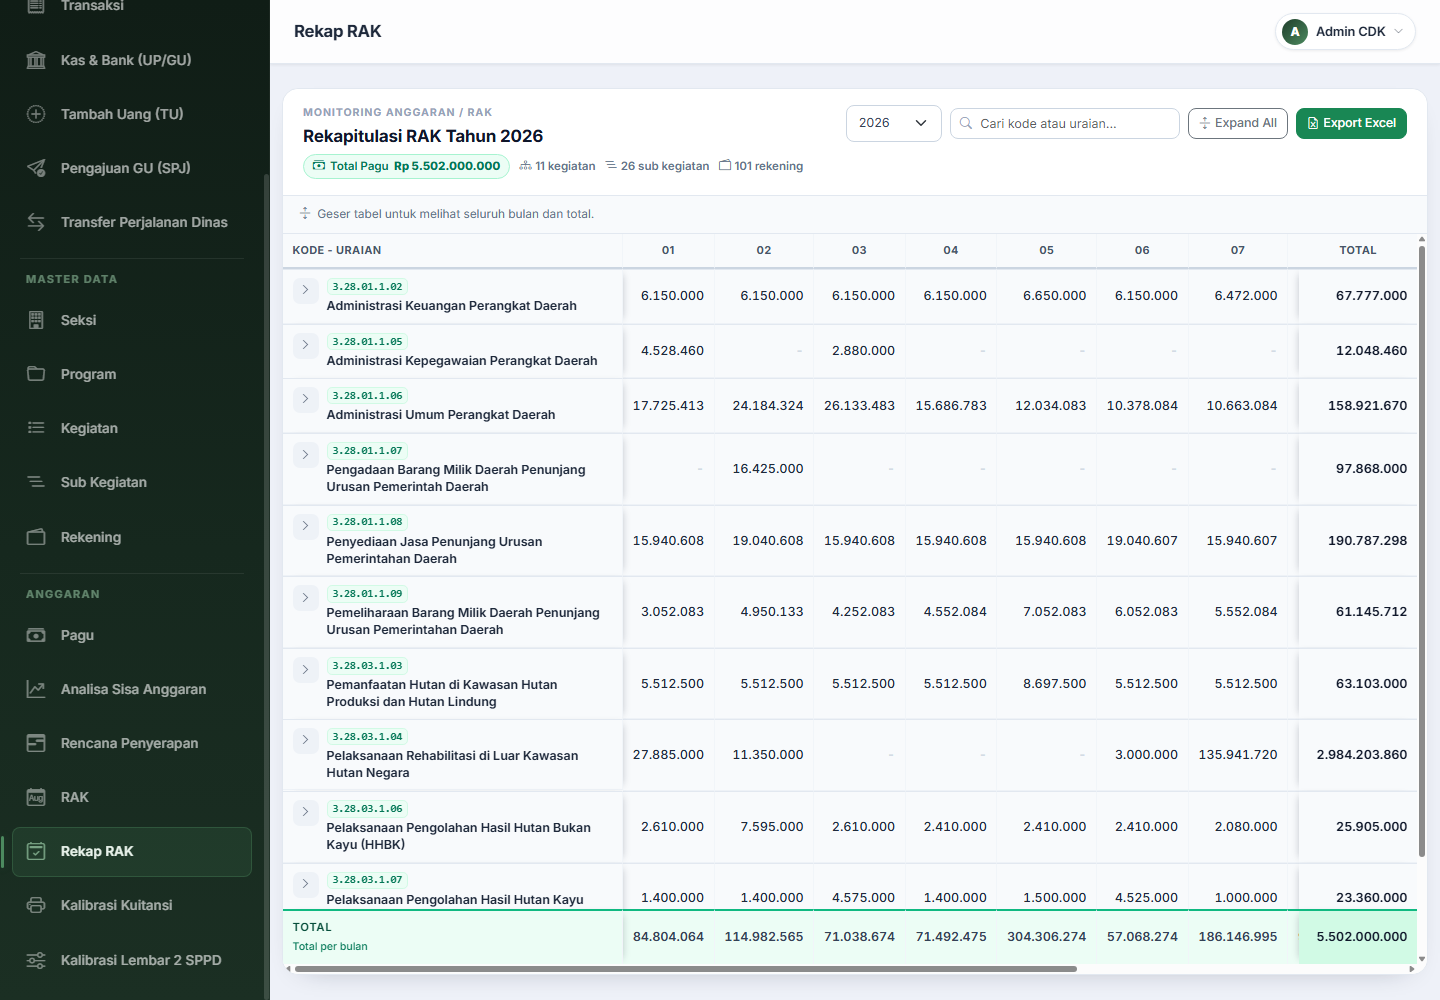 Transaksi
Kas & Bank (UP/GU)
Tambah Uang (TU)
Pengajuan GU (SPJ)
Transfer Perjalanan Dinas
MASTER DATA
Seksi
Program
Kegiatan
Sub Kegiatan
Rekening
ANGGARAN
Pagu
Analisa Sisa Anggaran
Rencana Penyerapan
Aug RAK
Rekap RAK
Kalibrasi Kuitansi
Kalibrasi Lembar 2 SPPD
Rekap RAK
A Admin CDK
MONITORING ANGGARAN / RAK
Rekapitulasi RAK Tahun 2026
Total Pagu Rp 5.502.000.000 11 kegiatan 26 sub kegiatan 101 rekening
2026 Cari kode atau uraian... Expand All Export Excel
Geser tabel untuk melihat seluruh bulan dan total.
KODE - URAIAN 01 02 03 04 05 06 07 TOTAL
3.28.01.1.02
Administrasi Keuangan Perangkat Daerah
6.150.000 6.150.000 6.150.000 6.150.000 6.650.000 6.150.000 6.472.000 67.777.000
3.28.01.1.05
Administrasi Kepegawaian Perangkat Daerah
4.528.460 - 2.880.000 - - - - 12.048.460
3.28.01.1.06
Administrasi Umum Perangkat Daerah
17.725.413 24.184.324 26.133.483 15.686.783 12.034.083 10.378.084 10.663.084 158.921.670
3.28.01.1.07
Pengadaan Barang Milik Daerah Penunjang
Urusan Pemerintah Daerah
- 16.425.000 - - - - - 97.868.000
3.28.01.1.08
Penyediaan Jasa Penunjang Urusan
Pemerintahan Daerah
15.940.608 19.040.608 15.940.608 15.940.608 15.940.608 19.040.607 15.940.607 190.787.298
3.28.01.1.09
Pemeliharaan Barang Milik Daerah Penunjang
Urusan Pemerintahan Daerah
3.052.083 4.950.133 4.252.083 4.552.084 7.052.083 6.052.083 5.552.084 61.145.712
3.28.03.1.03
Pemanfaatan Hutan di Kawasan Hutan
Produksi dan Hutan Lindung
5.512.500 5.512.500 5.512.500 5.512.500 8.697.500 5.512.500 5.512.500 63.103.000
3.28.03.1.04
Pelaksanaan Rehabilitasi di Luar Kawasan
Hutan Negara
27.885.000 11.350.000 - - - 3.000.000 135.941.720 2.984.203.860
3.28.03.1.06
Pelaksanaan Pengolahan Hasil Hutan Bukan
Kayu (HHBK)
2.610.000 7.595.000 2.610.000 2.410.000 2.410.000 2.410.000 2.080.000 25.905.000
3.28.03.1.07
Pelaksanaan Pengolahan Hasil Hutan Kayu
1.400.000 1.400.000 4.575.000 1.400.000 1.500.000 4.525.000 1.000.000 23.360.000
TOTAL
Total per bulan
84.804.064 114.982.565 71.038.674 71.492.475 304.306.274 57.068.274 186.146.995 5.502.000.000